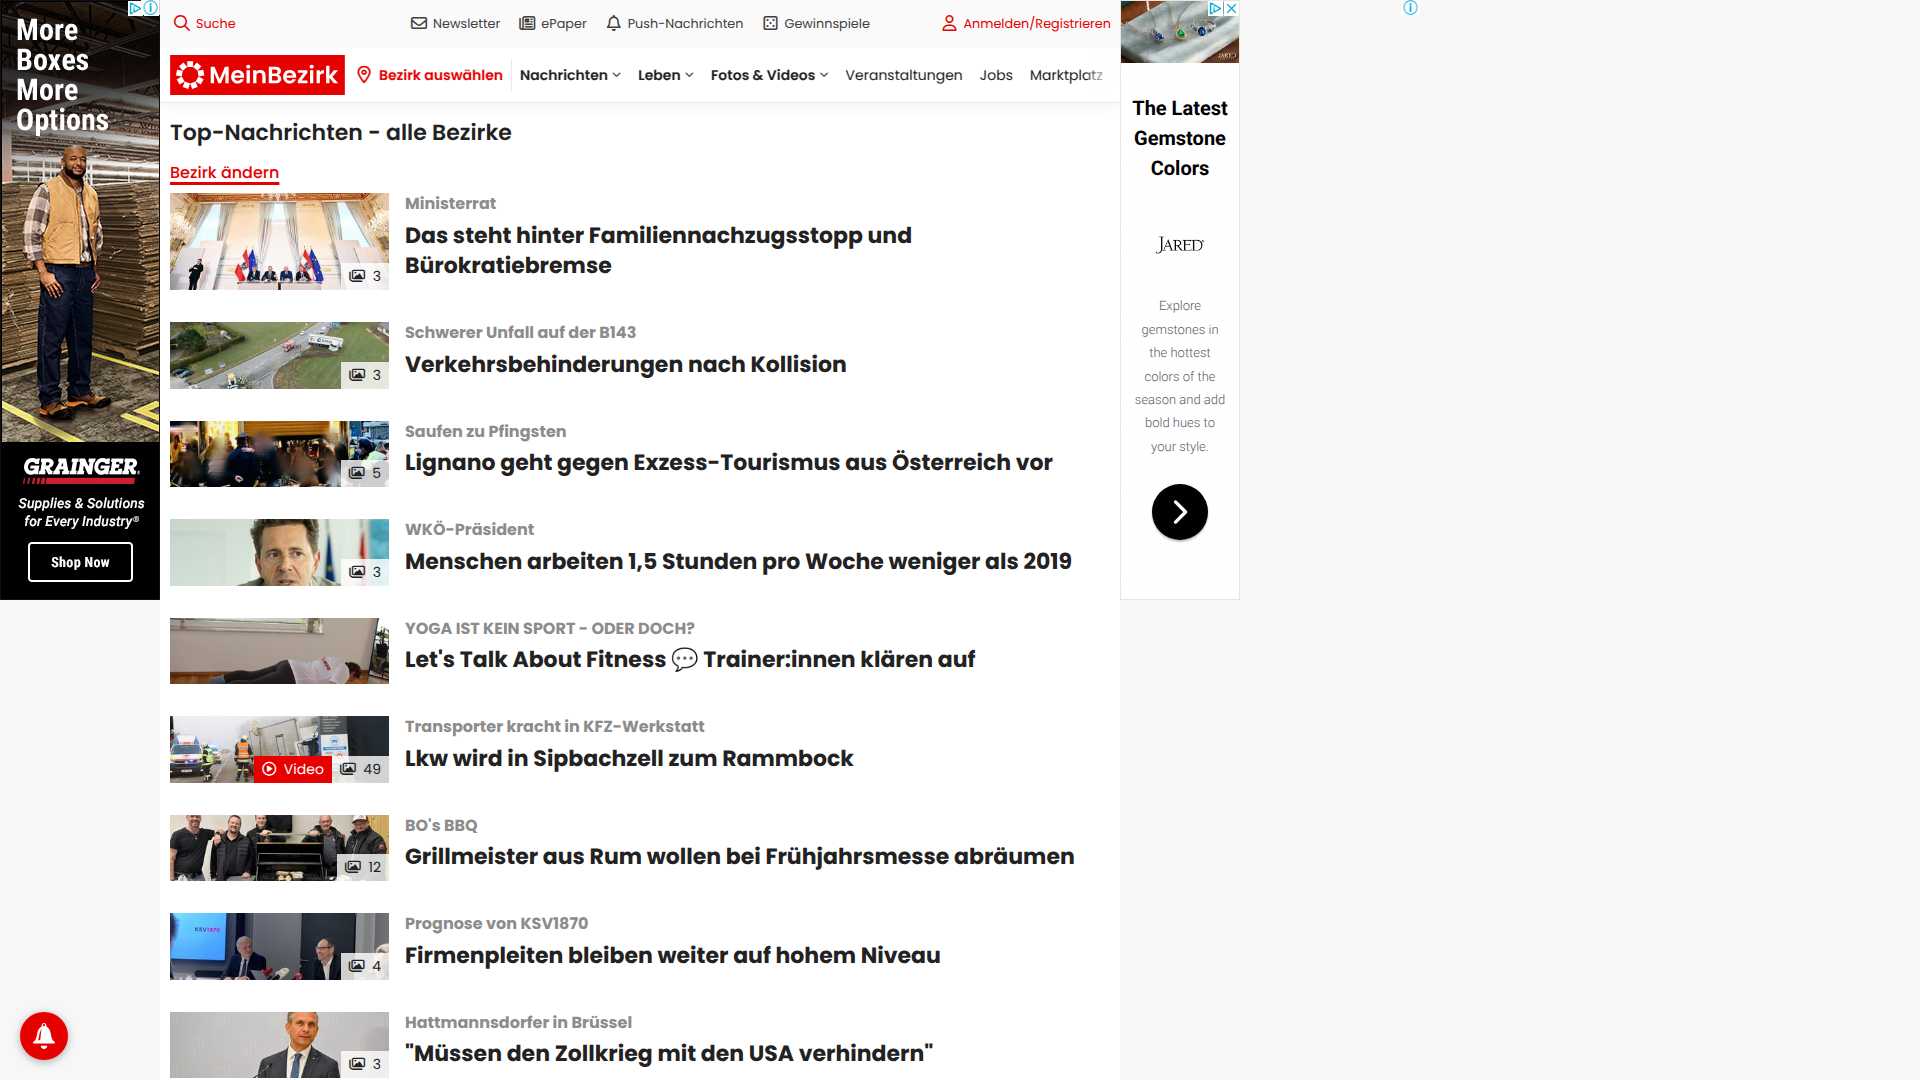 More
Boxes
More
Options
GRAINGER
Supplies & Solutions
for Every Industry®
Shop Now
Suche
Newsletter
ePaper
Push-Nachrichten
Gewinnspiele
Anmelden/Registrieren
MeinBezirk
Bezirk auswählen
Nachrichten
Leben
Fotos & Videos
Veranstaltungen
Jobs
Marktplatz
Top-Nachrichten - alle Bezirke
Bezirk ändern
3
Ministerrat
Das steht hinter Familiennachzugsstopp und
Bürokratiebremse
3
Schwerer Unfall auf der B143
Verkehrsbehinderungen nach Kollision
5
Saufen zu Pfingsten
Lignano geht gegen Exzess-Tourismus aus Österreich vor
3
WKÖ-Präsident
Menschen arbeiten 1,5 Stunden pro Woche weniger als 2019
YOGA IST KEIN SPORT - ODER DOCH?
Let's Talk About Fitness 💬 Trainer:innen klären auf
Video
49
Transporter kracht in KFZ-Werkstatt
Lkw wird in Sipbachzell zum Rammbock
12
BO's BBQ
Grillmeister aus Rum wollen bei Frühjahrsmesse abräumen
KSV1870
4
Prognose von KSV1870
Firmenpleiten bleiben weiter auf hohem Niveau
3
Hattmannsdorfer in Brüssel
"Müssen den Zollkrieg mit den USA verhindern"
JARED
The Latest
Gemstone
Colors
JARED
Explore
gemstones in
the hottest
colors of the
season and add
bold hues to
your style.